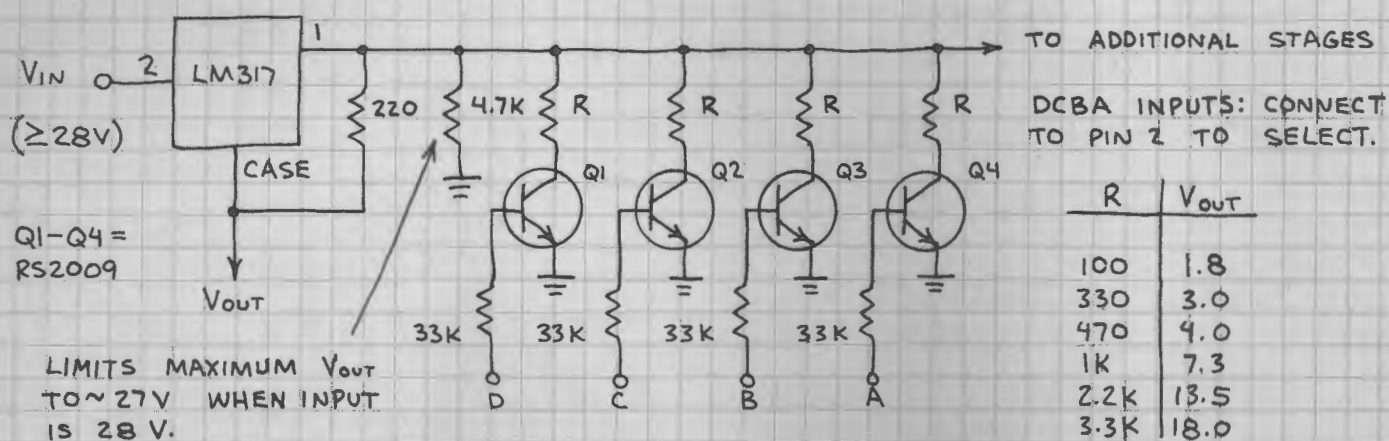 VIN
(≥28V)
2
LM317
1
CASE
220
4.7K
R
R
R
R
Q1
Q2
Q3
Q4
TO ADDITIONAL STAGES
DCBA INPUTS: CONNECT
TO PIN 2 TO SELECT.
Q1-Q4 =
RS2009
VOUT
33K
33K
33K
33K
D
C
B
A
LIMITS MAXIMUM VOUT
TO ~ 27V WHEN INPUT
IS 28 V.
R VOUT
100 1.8
330 3.0
470 4.0
1K 7.3
2.2K 13.5
3.3K 18.0